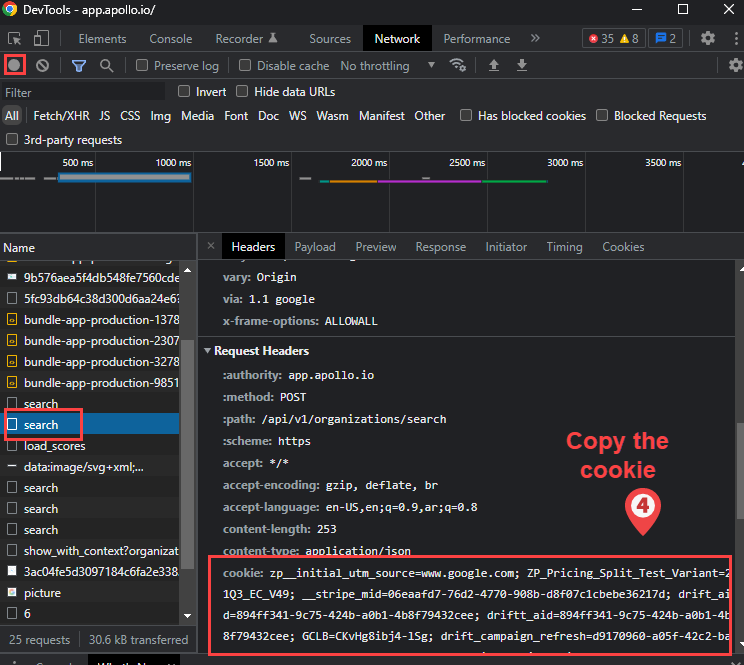 DevTools - app.apollo.io/
Elements Console Recorder Sources Network Performance 35 8 2
Preserve log Disable cache No throttling
Filter Invert Hide data URLs
All Fetch/XHR JS CSS Img Media Font Doc WS Wasm Manifest Other Has blocked cookies Blocked Requests
3rd-party requests
500 ms 1000 ms 1500 ms 2000 ms 2500 ms 3000 ms 3500 ms
Name
9b576aea5f4db548fe7560cde
5fc93db64c38d300d6aa24e6?
bundle-app-production-1378
bundle-app-production-2307
bundle-app-production-3278
bundle-app-production-9851
search
search
load_scores
data:image/svg+xml;...
search
search
search
show_with_context?organizat
3ac04fe5d3097184c6fa2e338
picture
6
25 requests 30.6 kB transferred
× Headers Payload Preview Response Initiator Timing Cookies
vary: Origin
via: 1.1 google
x-frame-options: ALLOWALL
Request Headers
:authority: app.apollo.io
:method: POST
:path: /api/v1/organizations/search
:scheme: https
accept: */*
accept-encoding: gzip, deflate, br
accept-language: en-US,en;q=0.9,ar;q=0.8
content-length: 253
content-type: application/json
cookie: zp__initial_utm_source=www.google.com; ZP_Pricing_Split_Test_Variant=2
1Q3_EC_V49; __stripe_mid=06eaafd7-76d2-4770-908b-d8f07c1cbebe36217d; drift_ai
d=894ff341-9c75-424b-a0b1-4b8f79432cee; driftt_aid=894ff341-9c75-424b-a0b1-4b
8f79432cee; GCLB=CKvHg8ibj4-1Sg; drift_campaign_refresh=d9170960-a05f-42c2-ba
Copy the
cookie
4